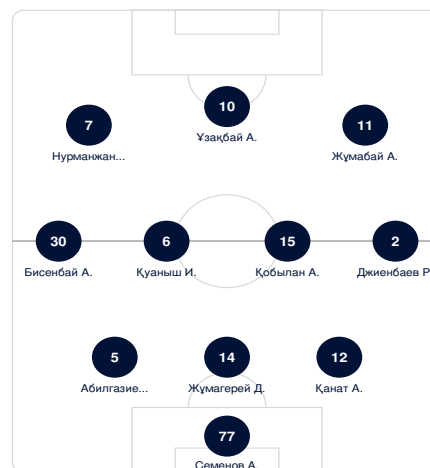 10
7
11
Ұзақбай А.
Нурманжан...
Жұмабай А.
30
6
15
2
Бисенбай А.
Қуаныш И.
Қобылан А.
Джиенбаев Р
5
14
12
Абилгазие...
Жұмагерей Д.
Қанат А.
77
Семенов А.